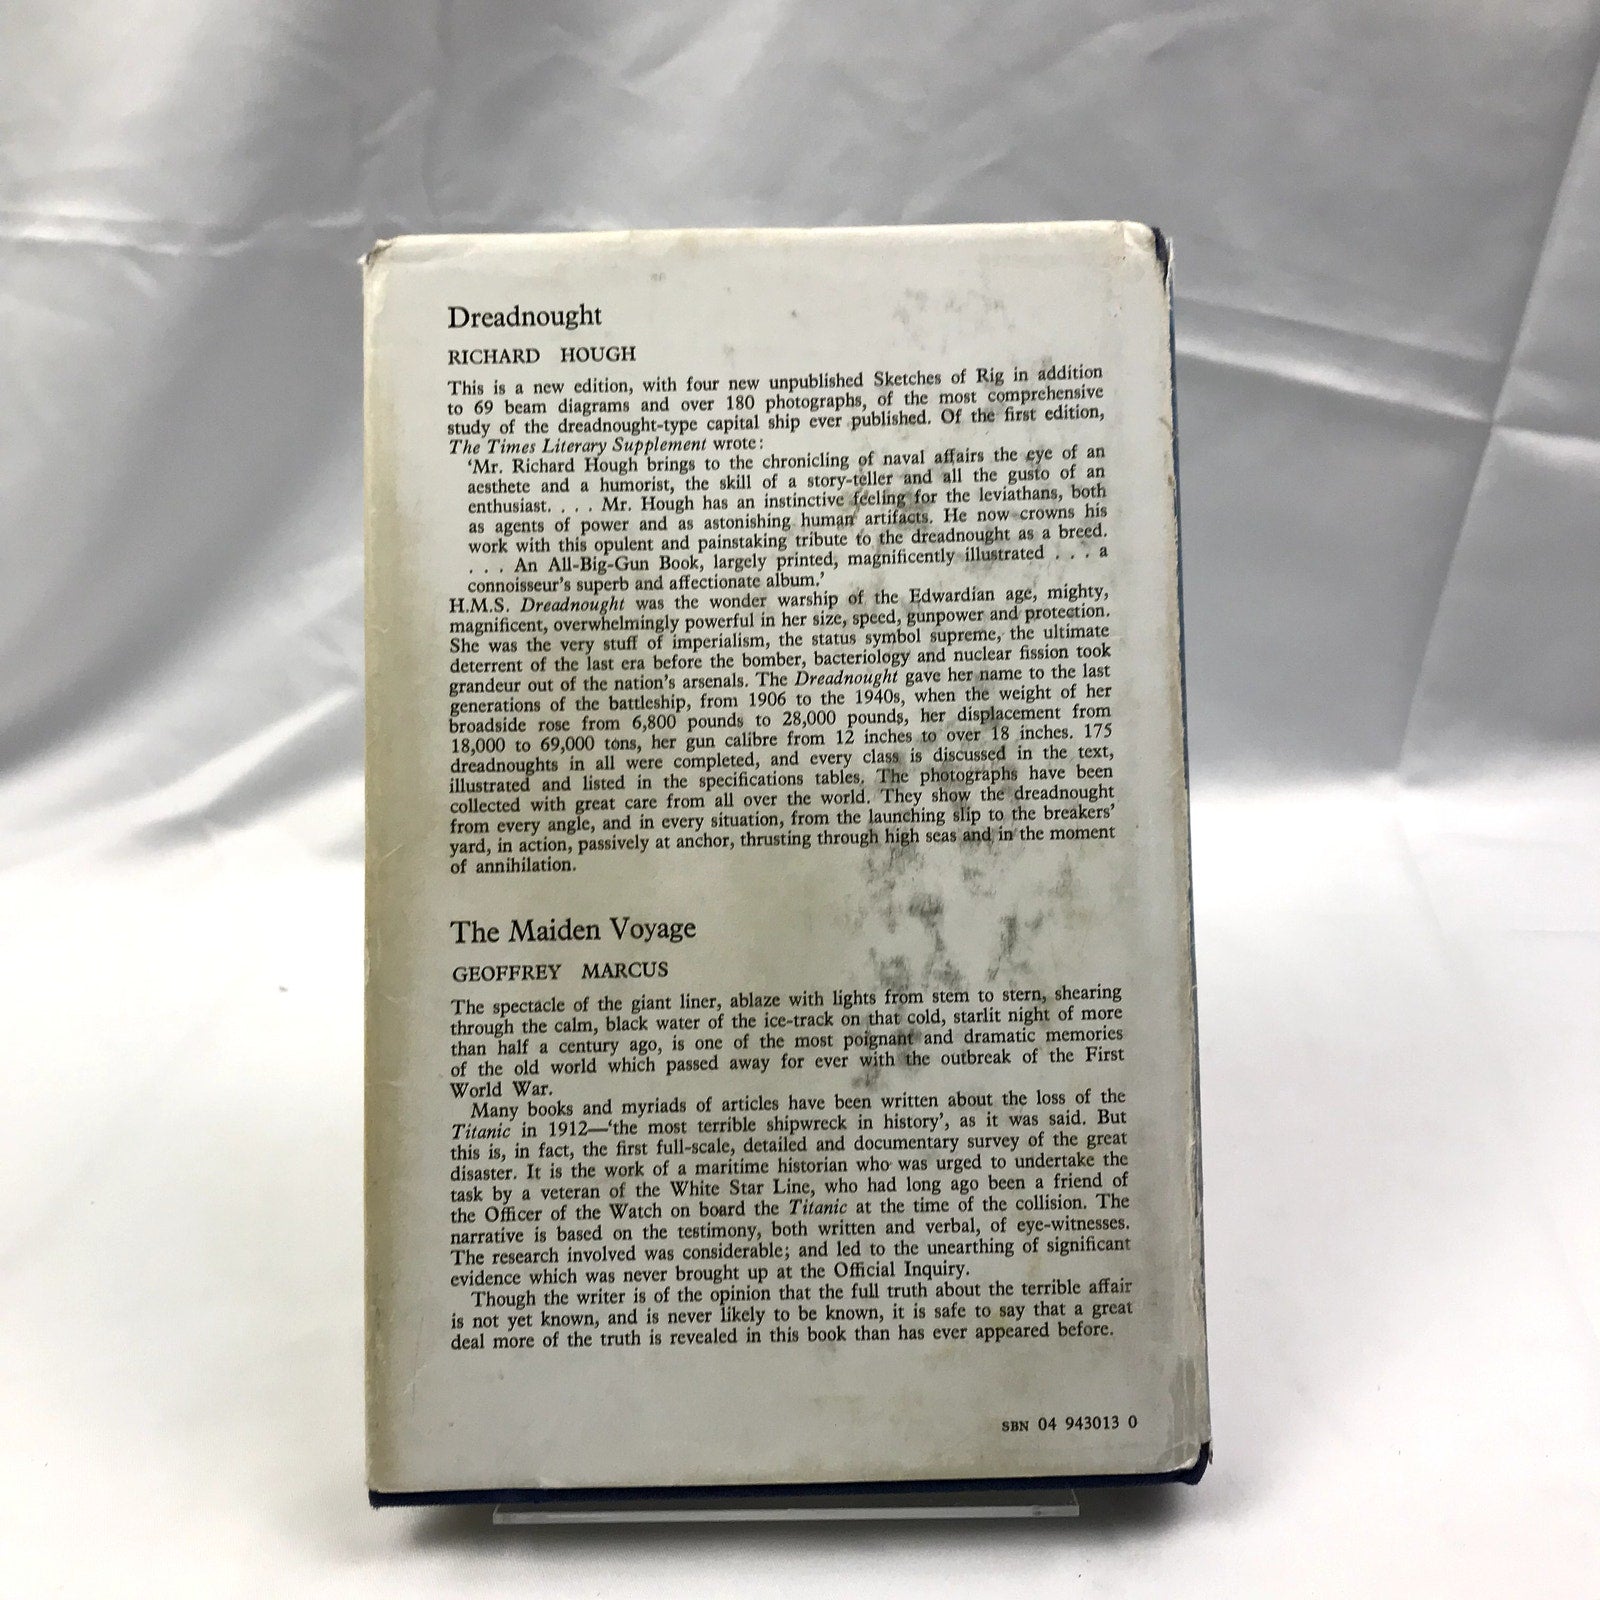 Dreadnought
RICHARD HOUGH
This is a new edition, with four new unpublished Sketches of Rig in addition
to 69 beam diagrams and over 180 photographs, of the most comprehensive
study of the dreadnought-type capital ship ever published. Of the first edition,
The Times Literary Supplement wrote:
‘Mr. Richard Hough brings to the chronicling of naval affairs the eye of an
aesthete and a humorist, the skill of a story-teller and all the gusto of an
enthusiast. . . . Mr. Hough has an instinctive feeling for the leviathans, both
as agents of power and as astonishing human artifacts. He now crowns his
work with this opulent and painstaking tribute to the dreadnought as a breed.
. . . An All-Big-Gun Book, largely printed, magnificently illustrated . . . a
connoisseur’s superb and affectionate album.’
H.M.S. Dreadnought was the wonder warship of the Edwardian age, mighty,
magnificent, overwhelmingly powerful in her size, speed, gunpower and protection.
She was the very stuff of imperialism, the status symbol supreme, the ultimate
deterrent of the last era before the bomber, bacteriology and nuclear fission took
grandeur out of the nation’s arsenals. The Dreadnought gave her name to the last
generations of the battleship, from 1906 to the 1940s, when the weight of her
broadside rose from 6,800 pounds to 28,000 pounds, her displacement from
18,000 to 69,000 tons, her gun calibre from 12 inches to over 18 inches. 175
dreadnoughts in all were completed, and every class is discussed in the text,
illustrated and listed in the specifications tables. The photographs have been
collected with great care from all over the world. They show the dreadnought
from every angle, and in every situation, from the launching slip to the breakers’
yard, in action, passively at anchor, thrusting through high seas and in the moment
of annihilation.
The Maiden Voyage
GEOFFREY MARCUS
The spectacle of the giant liner, ablaze with lights from stem to stern, shearing
through the calm, black water of the ice-track on that cold, starlit night of more
than half a century ago, is one of the most poignant and dramatic memories
of the old world which passed away for ever with the outbreak of the First
World War.
Many books and myriads of articles have been written about the loss of the
Titanic in 1912—‘the most terrible shipwreck in history’, as it was said. But
this is, in fact, the first full-scale, detailed and documentary survey of the great
disaster. It is the work of a maritime historian who was urged to undertake the
task by a veteran of the White Star Line, who had long ago been a friend of
the Officer of the Watch on board the Titanic at the time of the collision. The
narrative is based on the testimony, both written and verbal, of eye-witnesses.
The research involved was considerable; and led to the unearthing of significant
evidence which was never brought up at the Official Inquiry.
Though the writer is of the opinion that the full truth about the terrible affair
is not yet known, and is never likely to be known, it is safe to say that a great
deal more of the truth is revealed in this book than has ever appeared before.
SBN 04 943013 0